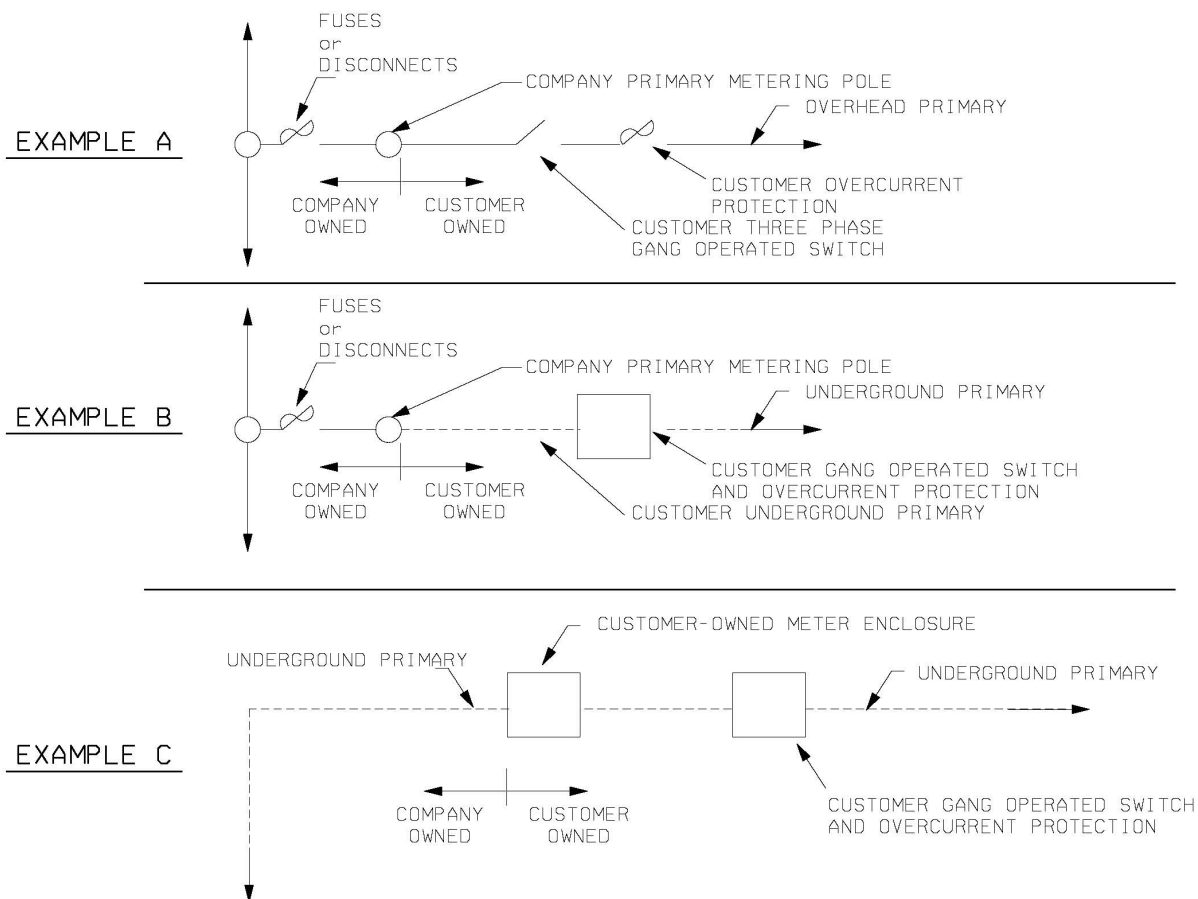 EXAMPLE A
FUSES
or
DISCONNECTS
COMPANY PRIMARY METERING POLE
OVERHEAD PRIMARY
COMPANY
OWNED
CUSTOMER
OWNED
CUSTOMER OVERCURRENT
PROTECTION
CUSTOMER THREE PHASE
GANG OPERATED SWITCH
EXAMPLE B
FUSES
or
DISCONNECTS
COMPANY PRIMARY METERING POLE
UNDERGROUND PRIMARY
COMPANY
OWNED
CUSTOMER
OWNED
CUSTOMER GANG OPERATED SWITCH
AND OVERCURRENT PROTECTION
CUSTOMER UNDERGROUND PRIMARY
EXAMPLE C
CUSTOMER-OWNED METER ENCLOSURE
UNDERGROUND PRIMARY
UNDERGROUND PRIMARY
COMPANY
OWNED
CUSTOMER
OWNED
CUSTOMER GANG OPERATED SWITCH
AND OVERCURRENT PROTECTION